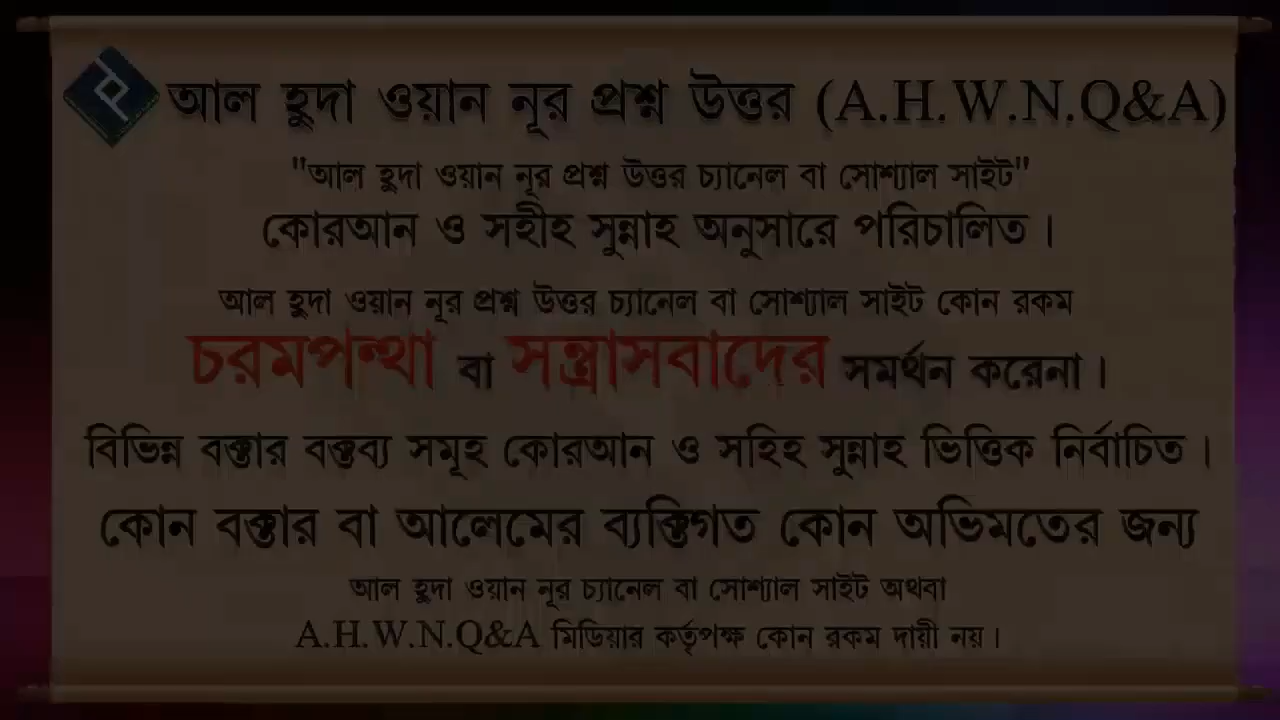 আল হুদা ওয়ান নূর প্রশ্ন উত্তর (A.H.W.N.Q&A)
"আল হুদা ওয়ান নূর প্রশ্ন উত্তর চ্যানেল বা সোশ্যাল সাইট"
কোরআন ও সহীহ সুন্নাহ অনুসারে পরিচালিত।
আল হুদা ওয়ান নূর প্রশ্ন উত্তর চ্যানেল বা সোশ্যাল সাইট কোন রকম
চরমপন্থা বা সন্ত্রাসবাদের সমর্থন করেনা।
বিভিন্ন বক্তার বক্তব্য সমূহ কোরআন ও সহিহ সুন্নাহ ভিত্তিক নির্বাচিত।
কোন বক্তার বা আলেমের ব্যক্তিগত কোন অভিমতের জন্য
আল হুদা ওয়ান নূর চ্যানেল বা সোশ্যাল সাইট অথবা
A.H.W.N.Q&A মিডিয়ার কর্তৃপক্ষ কোন রকম দায়ী নয়।